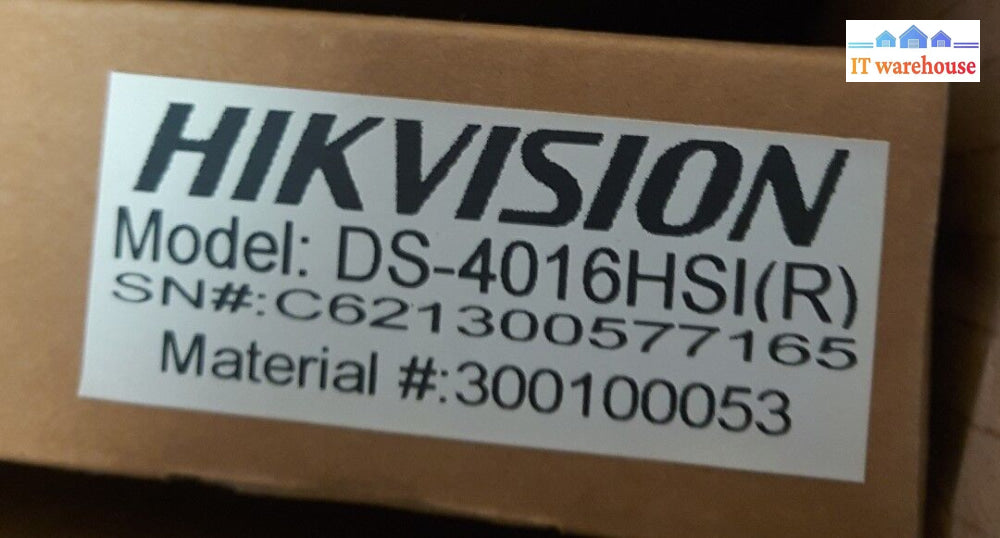 IT warehouse
HIKVISION
Model: DS-4016HSI(R)
SN#:C621300577165
Material #:300100053